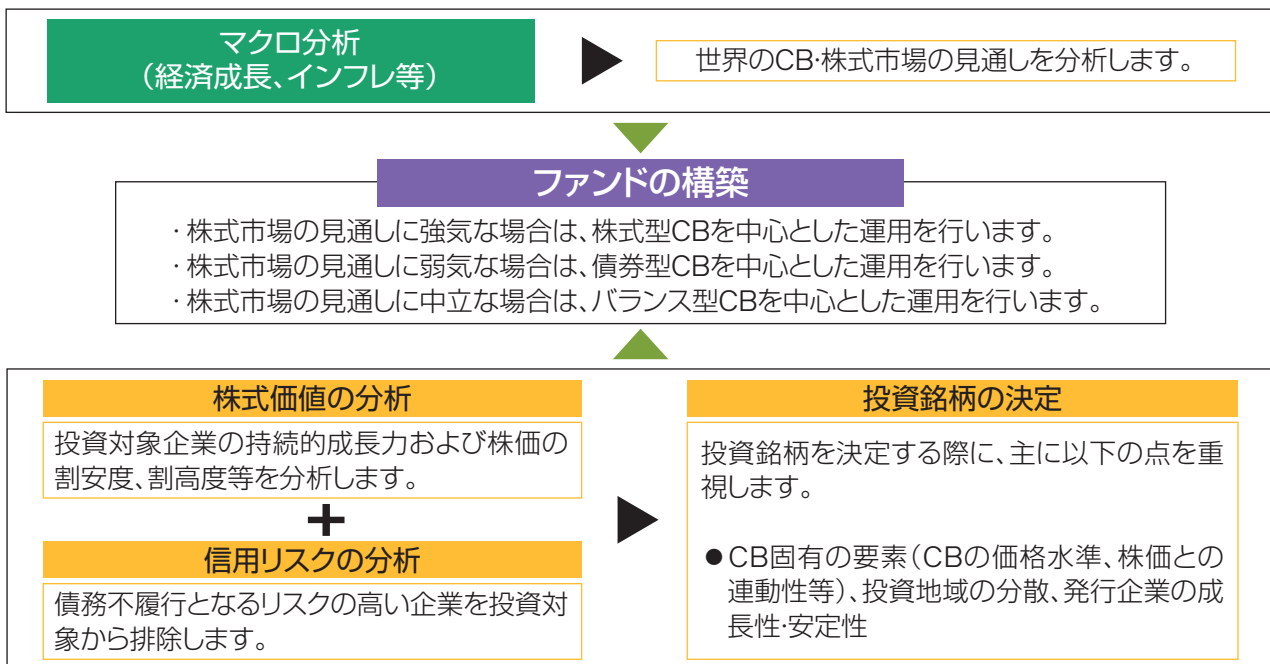 マクロ分析
（経済成長、インフレ等）
世界のCB・株式市場の見通しを分析します。
ファンドの構築
・株式市場の見通しに強気な場合は、株式型CBを中心とした運用を行います。
・株式市場の見通しに弱気な場合は、債券型CBを中心とした運用を行います。
・株式市場の見通しに中立な場合は、バランス型CBを中心とした運用を行います。
株式価値の分析
投資対象企業の持続的成長力および株価の
割安度、割高度等を分析します。
+
信用リスクの分析
債務不履行となるリスクの高い企業を投資対
象から排除します。
投資銘柄の決定
投資銘柄を決定する際に、主に以下の点を重
視します。
●CB固有の要素（CBの価格水準、株価との
連動性等）、投資地域の分散、発行企業の成
長性・安定性